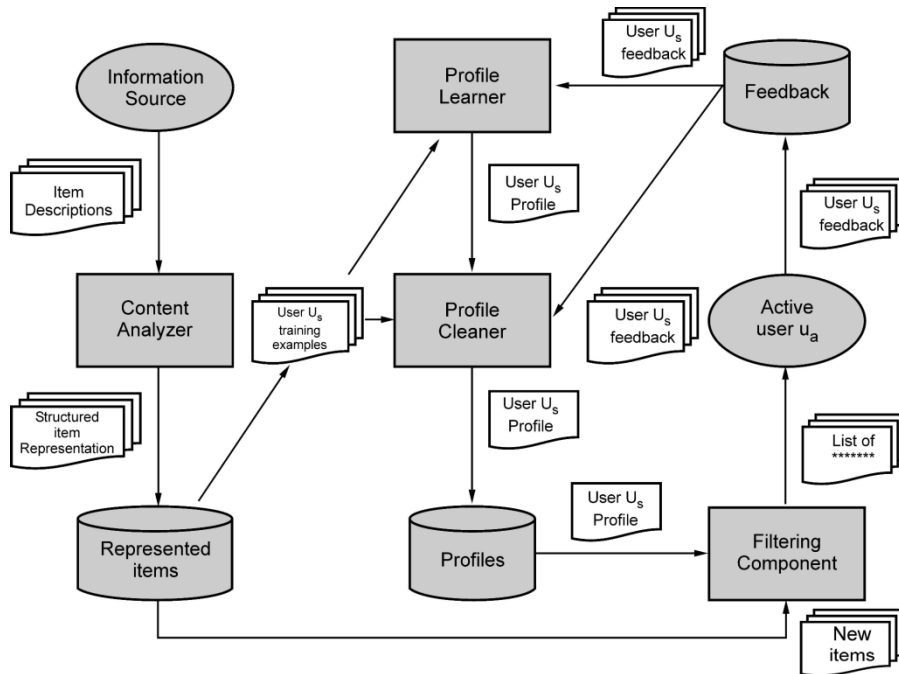 Information
Source
Profile
Learner
User Us
feedback
Feedback
Item
Descriptions
User Us
Profile
User Us
feedback
Content
Analyzer
User Us
training
examples
Profile
Cleaner
User Us
feedback
Active
user ua
Structured
item
Representation
User Us
Profile
List of
*******
User Us
Profile
Represented
items
Profiles
Filtering
Component
New
items